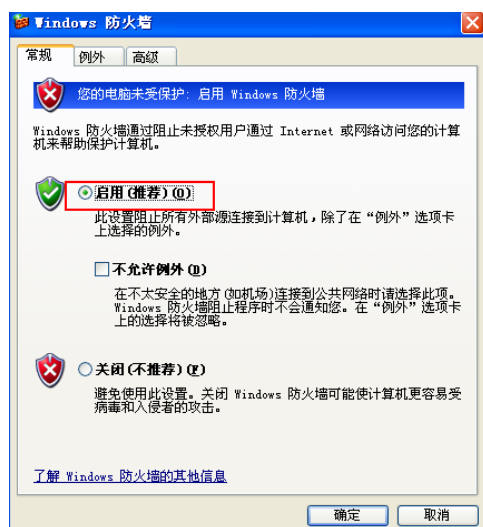 Windows 防火墙
常规 例外 高级
您的电脑未受保护: 启用 Windows 防火墙
Windows 防火墙通过阻止未授权用户通过 Internet 或网络访问您的计算
机来帮助保护计算机。
启用(推荐)(O)
此设置阻止所有外部源连接到计算机，除了在“例外”选项卡
上选择的例外。
不允许例外(D)
在不太安全的地方(如机场)连接到公共网络时请选择此项。
Windows 防火墙阻止程序时不会通知您。在“例外”选项卡
上的选择将被忽略。
关闭(不推荐)(F)
避免使用此设置。关闭 Windows 防火墙可能使计算机更容易受
病毒和入侵者的攻击。
了解 Windows 防火墙的其他信息
确定 取消